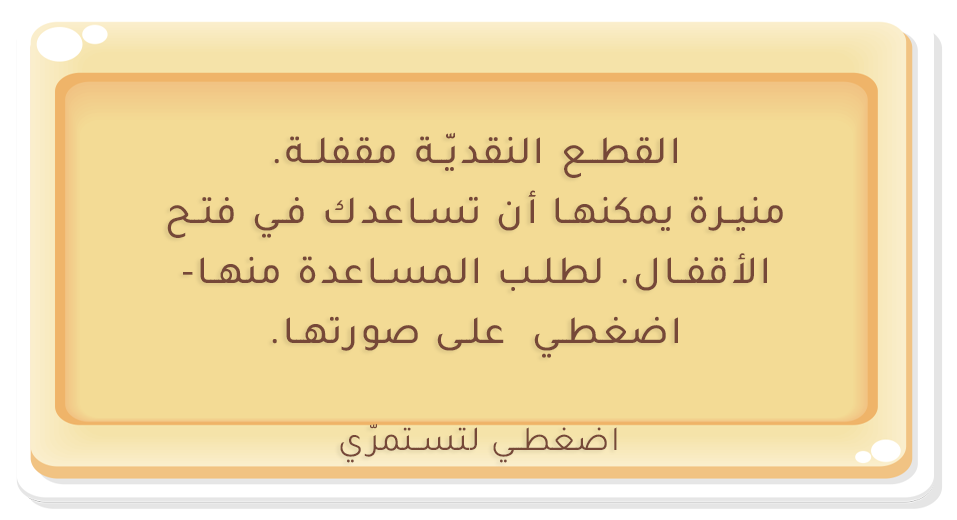 القطع النقديّة مقفلة.
منيرة يمكنها أن تساعدك في فتح
الأقفال. لطلب المساعدة منها-
اضغطي على صورتها.
اضغطي لتستمرّي